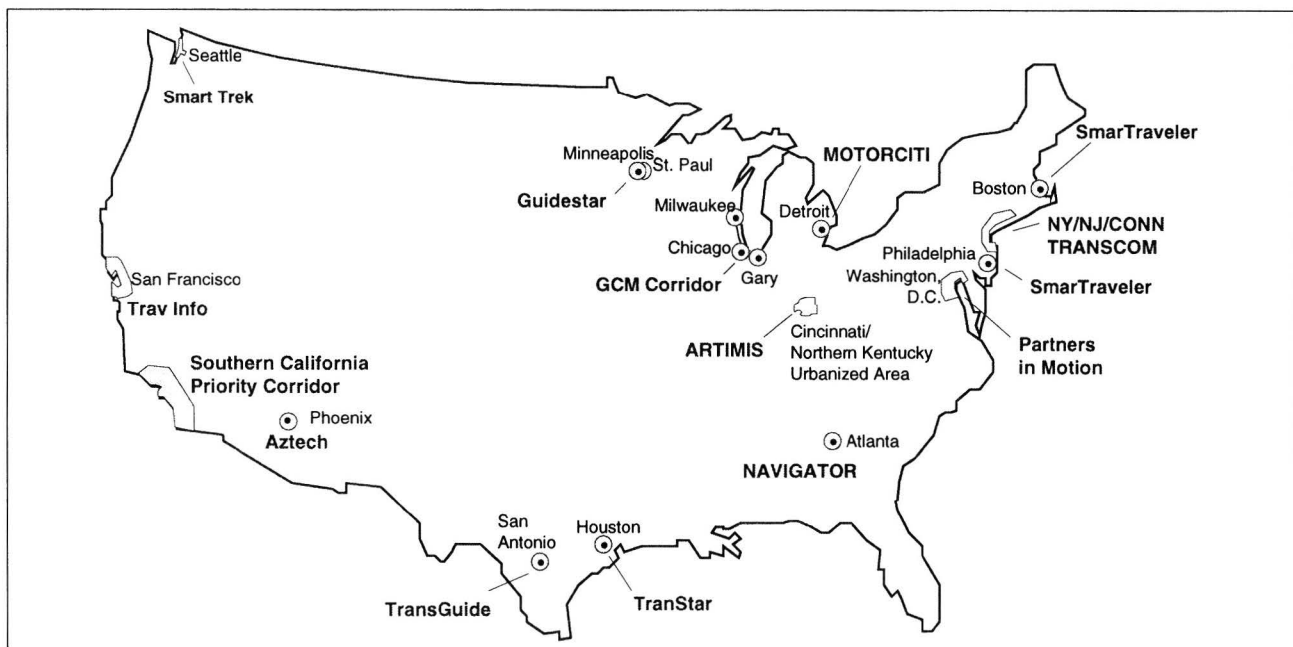 Seattle
Smart Trek
San Francisco
Trav Info
Southern California
Priority Corridor
Phoenix
Aztech
San
Antonio
TransGuide
Houston
TranStar
Minneapolis
St. Paul
Guidestar
Milwaukee
Chicago
Gary
GCM Corridor
MOTORCITI
Detroit
ARTIMIS
Cincinnati/
Northern Kentucky
Urbanized Area
Atlanta
NAVIGATOR
SmarTraveler
Boston
NY/NJ/CONN
TRANSCOM
Philadelphia
SmarTraveler
Washington,
D.C.
Partners
in Motion